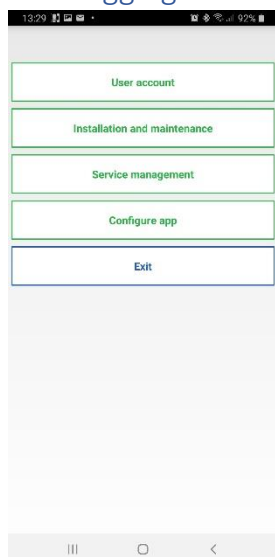 13:29 92%
User account
Installation and maintenance
Service management
Configure app
Exit